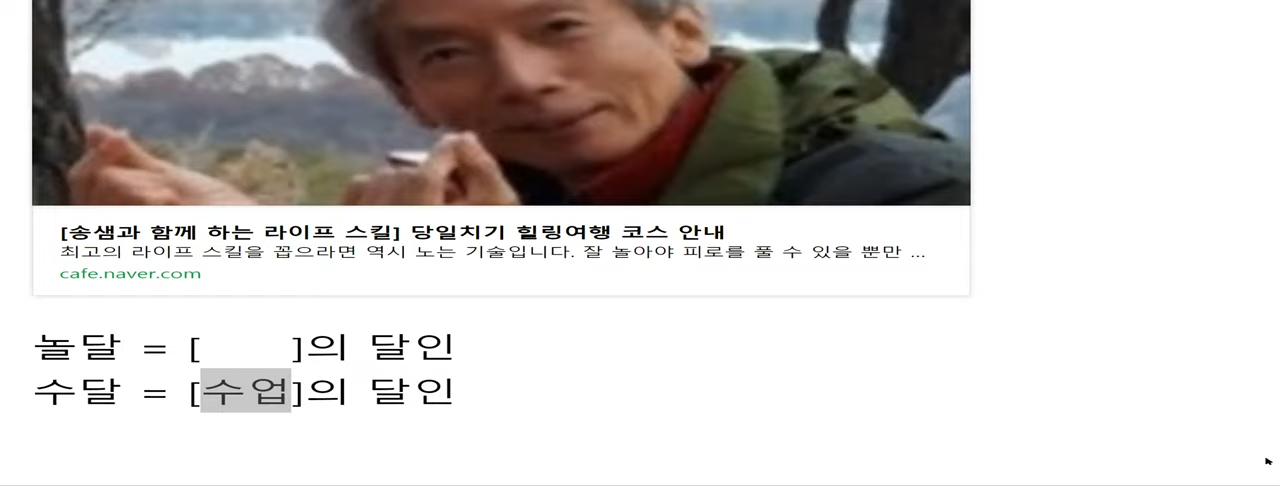 [송샘과 함께 하는 라이프 스킬] 당일치기 힐링여행 코스 안내
최고의 라이프 스킬을 꼽으라면 역시 노는 기술입니다. 잘 놀아야 피로를 풀 수 있을 뿐만 ...
cafe.naver.com
놀달 = [ ]의 달인
수달 = [수업]의 달인